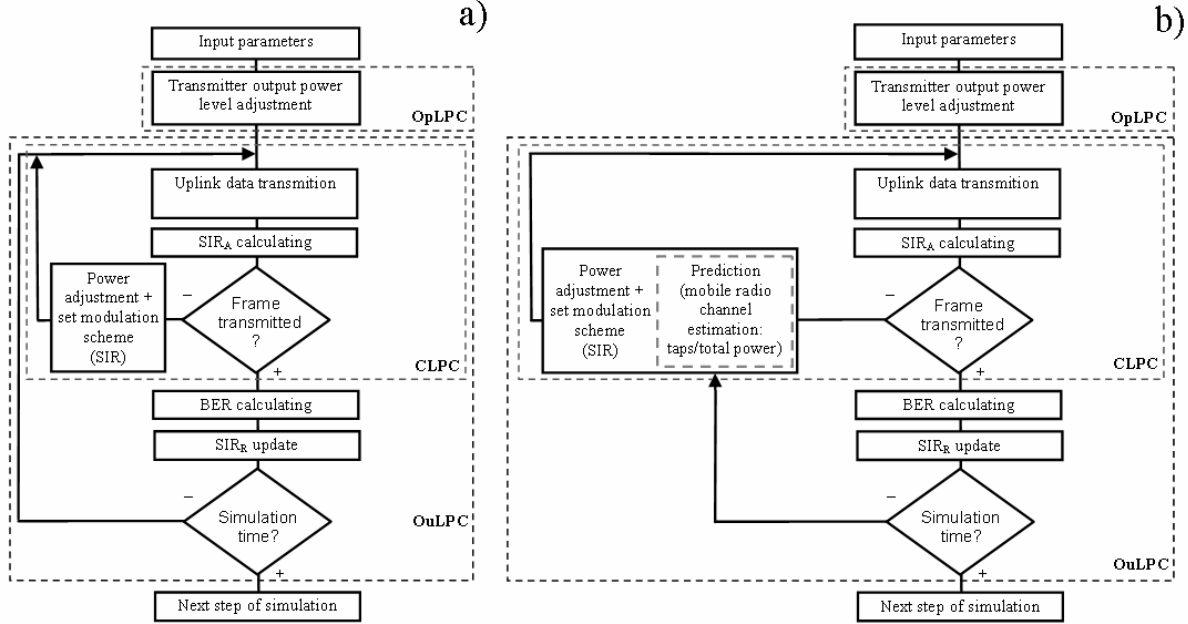 a)
Input parameters
Transmitter output power
level adjustment
OpLPC
Uplink data transmition
SIRA calculating
Power
adjustment +
set modulation
scheme
(SIR)
–
Frame
transmitted
?
+
CLPC
BER calculating
SIRR update
–
Simulation
time?
OuLPC
+
Next step of simulation
b)
Input parameters
Transmitter output power
level adjustment
OpLPC
Uplink data transmition
SIRA calculating
Power
adjustment +
set modulation
scheme
(SIR)
Prediction
(mobile radio
channel
estimation:
taps/total power)
–
Frame
transmitted
?
+
CLPC
BER calculating
SIRR update
–
Simulation
time?
OuLPC
+
Next step of simulation